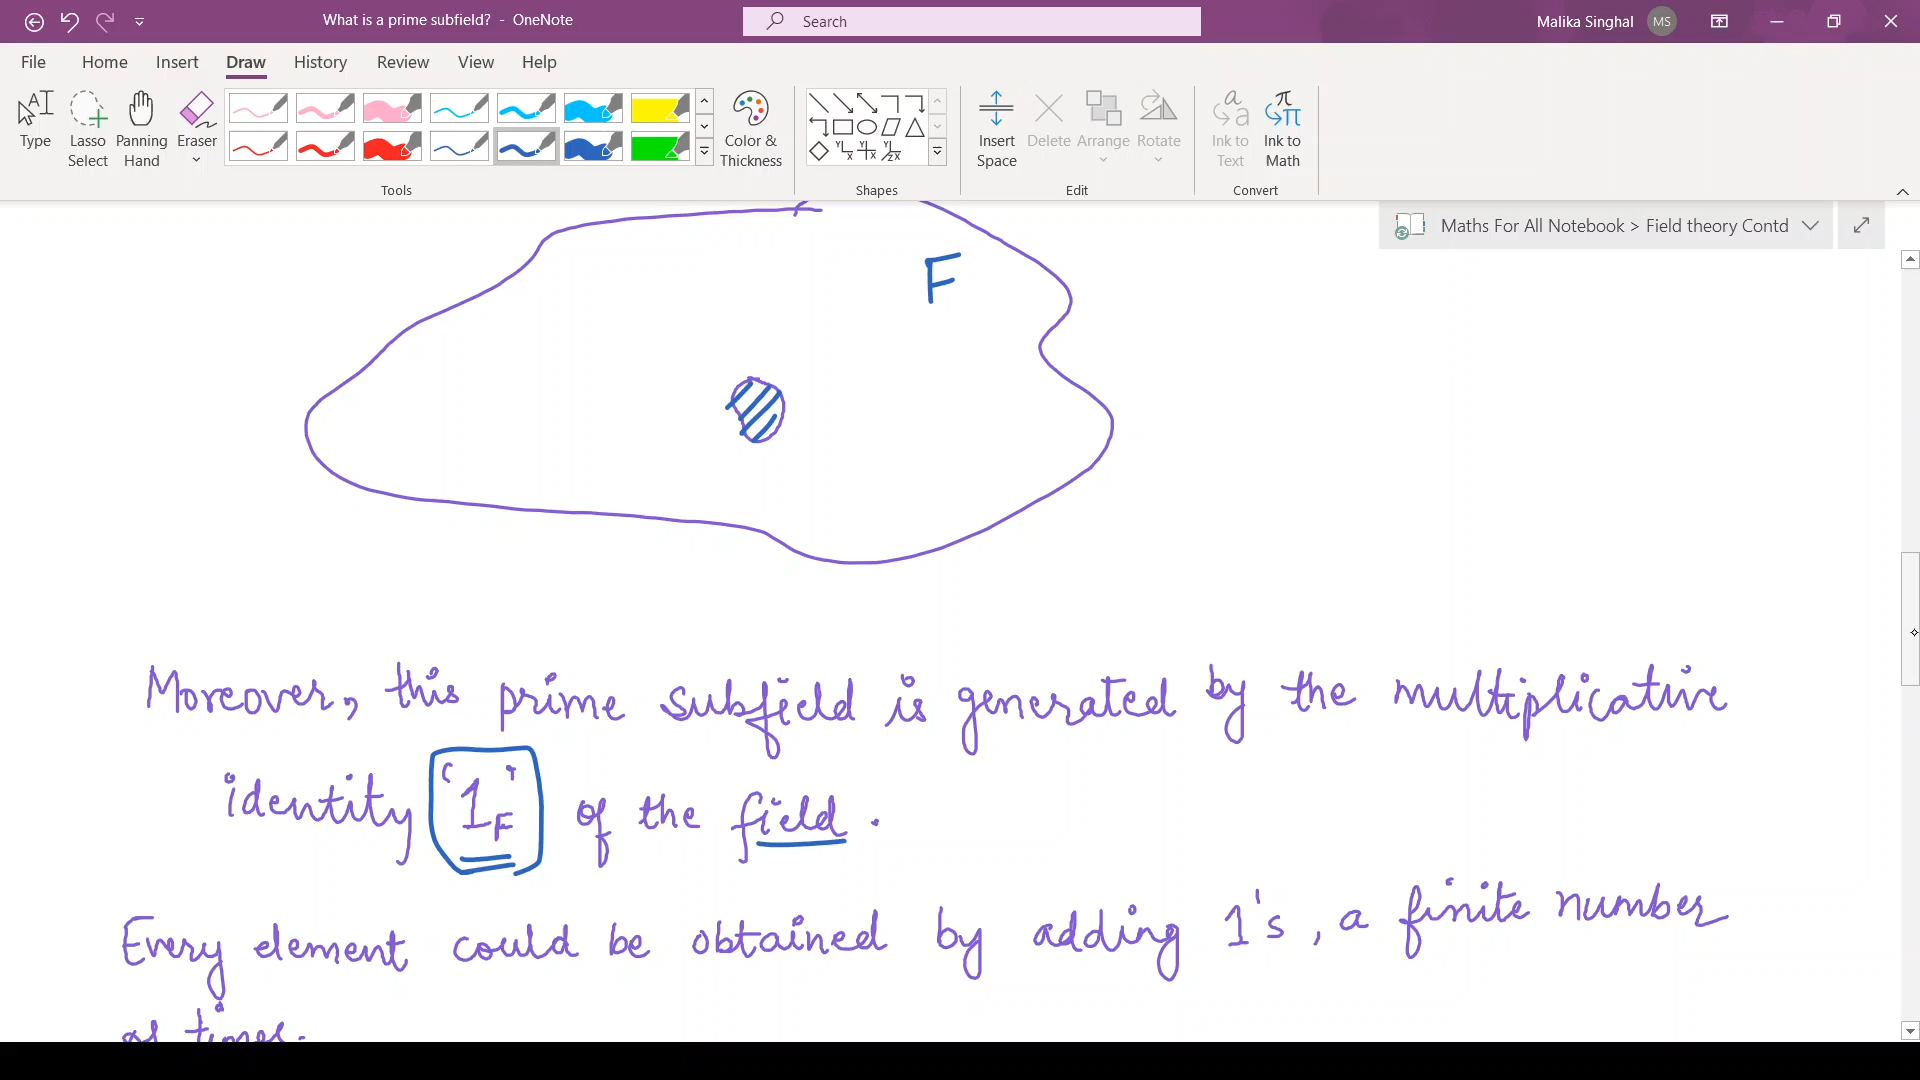 What is a prime subfield? - OneNote
Search
Malika Singhal MS
File Home Insert Draw History Review View Help
Type Lasso Select Panning Hand Eraser Color & Thickness Insert Space Delete Arrange Rotate Ink to Text Ink to Math
Tools Shapes Edit Convert
Maths For All Notebook > Field theory Contd
F
Moreover, this prime subfield is generated by the multiplicative
identity '1F' of the field.
Every element could be obtained by adding 1's, a finite number
of times.